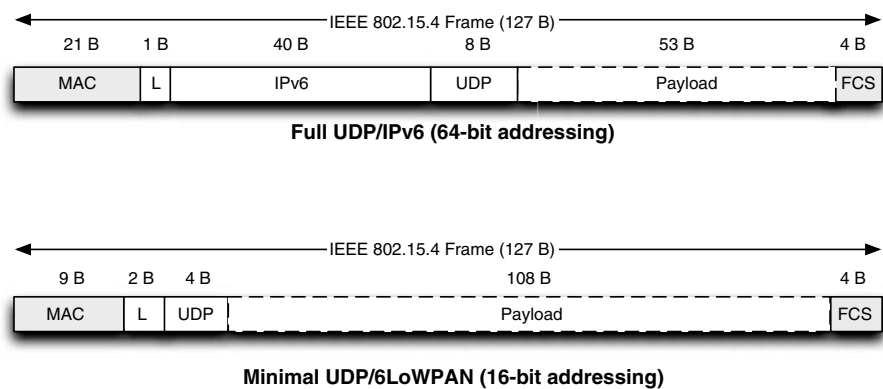 IEEE 802.15.4 Frame (127 B)
21 B 1 B 40 B 8 B 53 B 4 B
MAC L IPv6 UDP Payload FCS
Full UDP/IPv6 (64-bit addressing)
IEEE 802.15.4 Frame (127 B)
9 B 2 B 4 B 108 B 4 B
MAC L UDP Payload FCS
Minimal UDP/6LoWPAN (16-bit addressing)